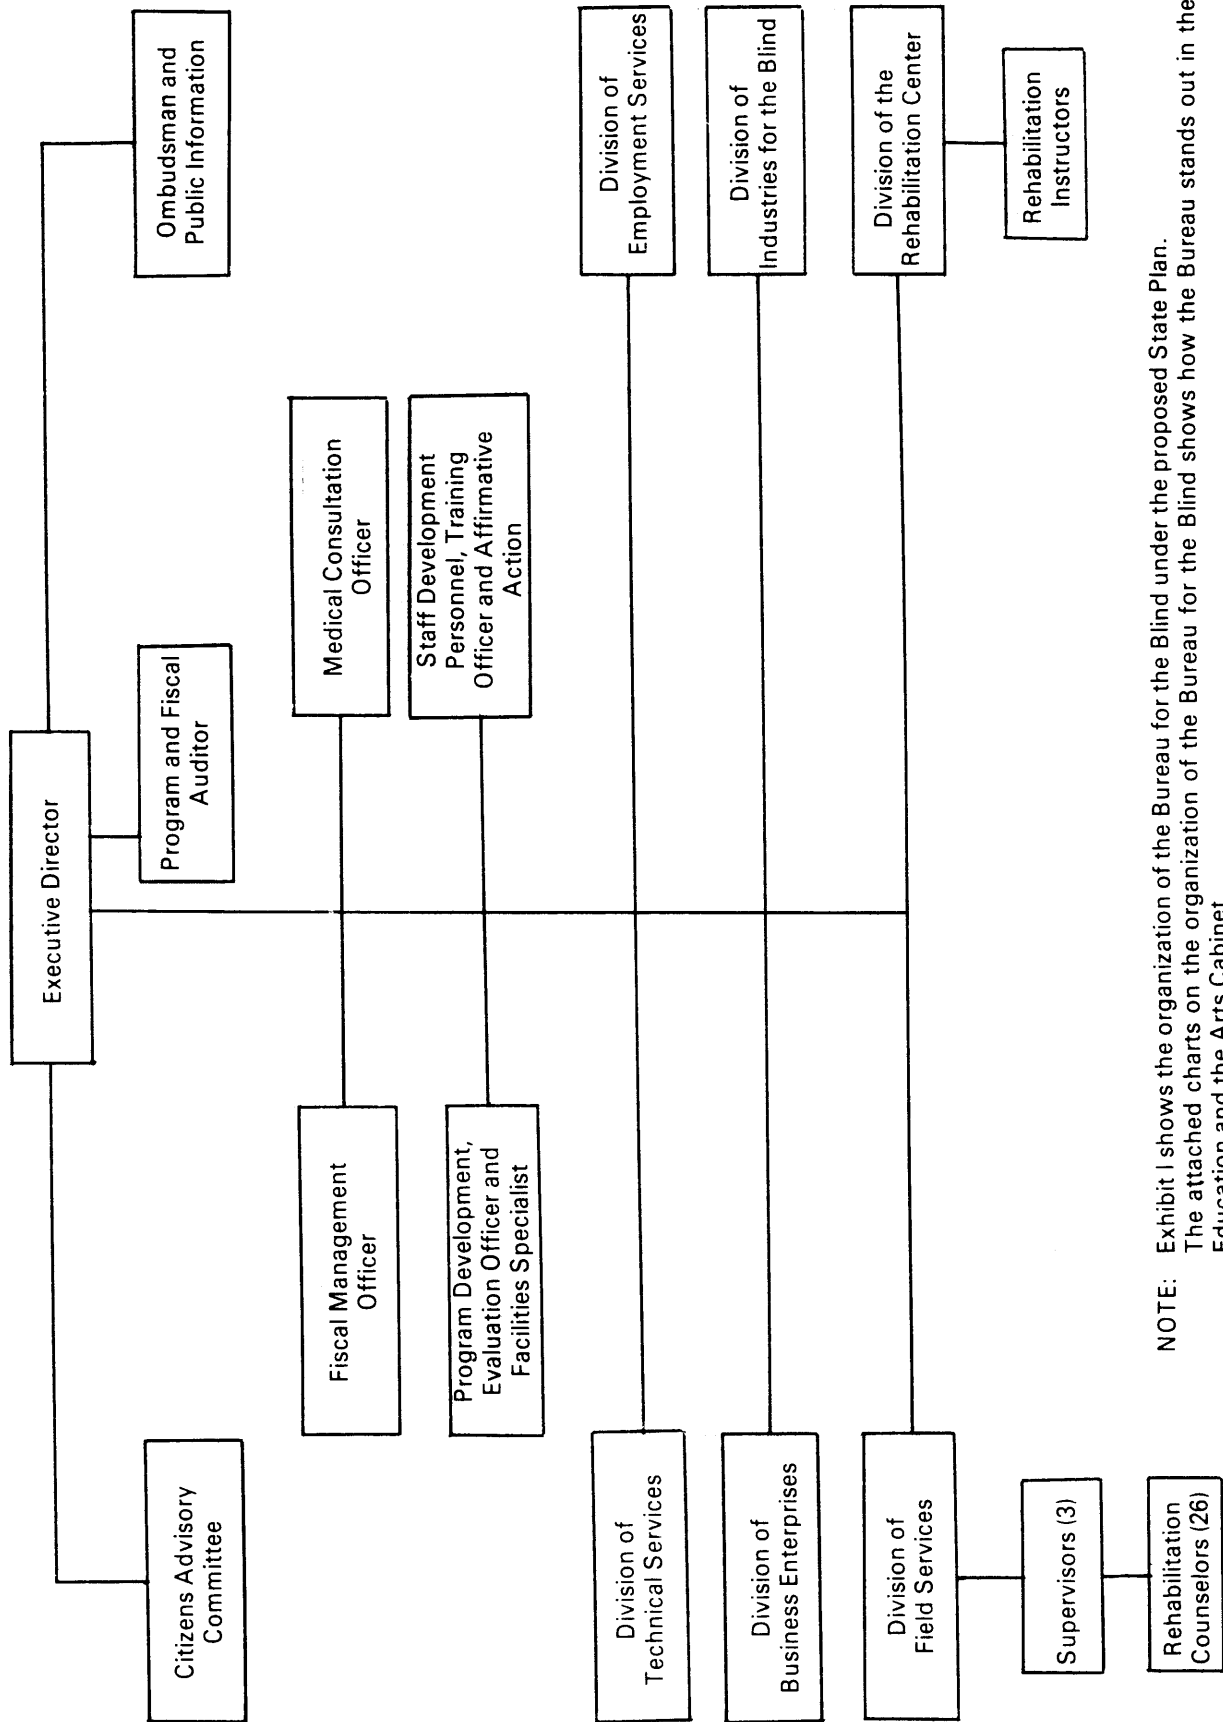 Executive Director
Citizens Advisory
Committee
Program and Fiscal
Auditor
Ombudsman and
Public Information
Fiscal Management
Officer
Medical Consultation
Officer
Program Development,
Evaluation Officer and
Facilities Specialist
Staff Development
Personnel, Training
Officer and Affirmative
Action
Division of
Technical Services
Division of
Employment Services
Division of
Business Enterprises
Division of
Industries for the Blind
Division of
Field Services
Division of the
Rehabilitation Center
Supervisors (3)
Rehabilitation
Instructors
Rehabilitation
Counselors (26)
NOTE: Exhibit I shows the organization of the Bureau for the Blind under the proposed State Plan.
The attached charts on the organization of the Bureau for the Blind shows how the Bureau stands out in the
Education and the Arts Cabinet